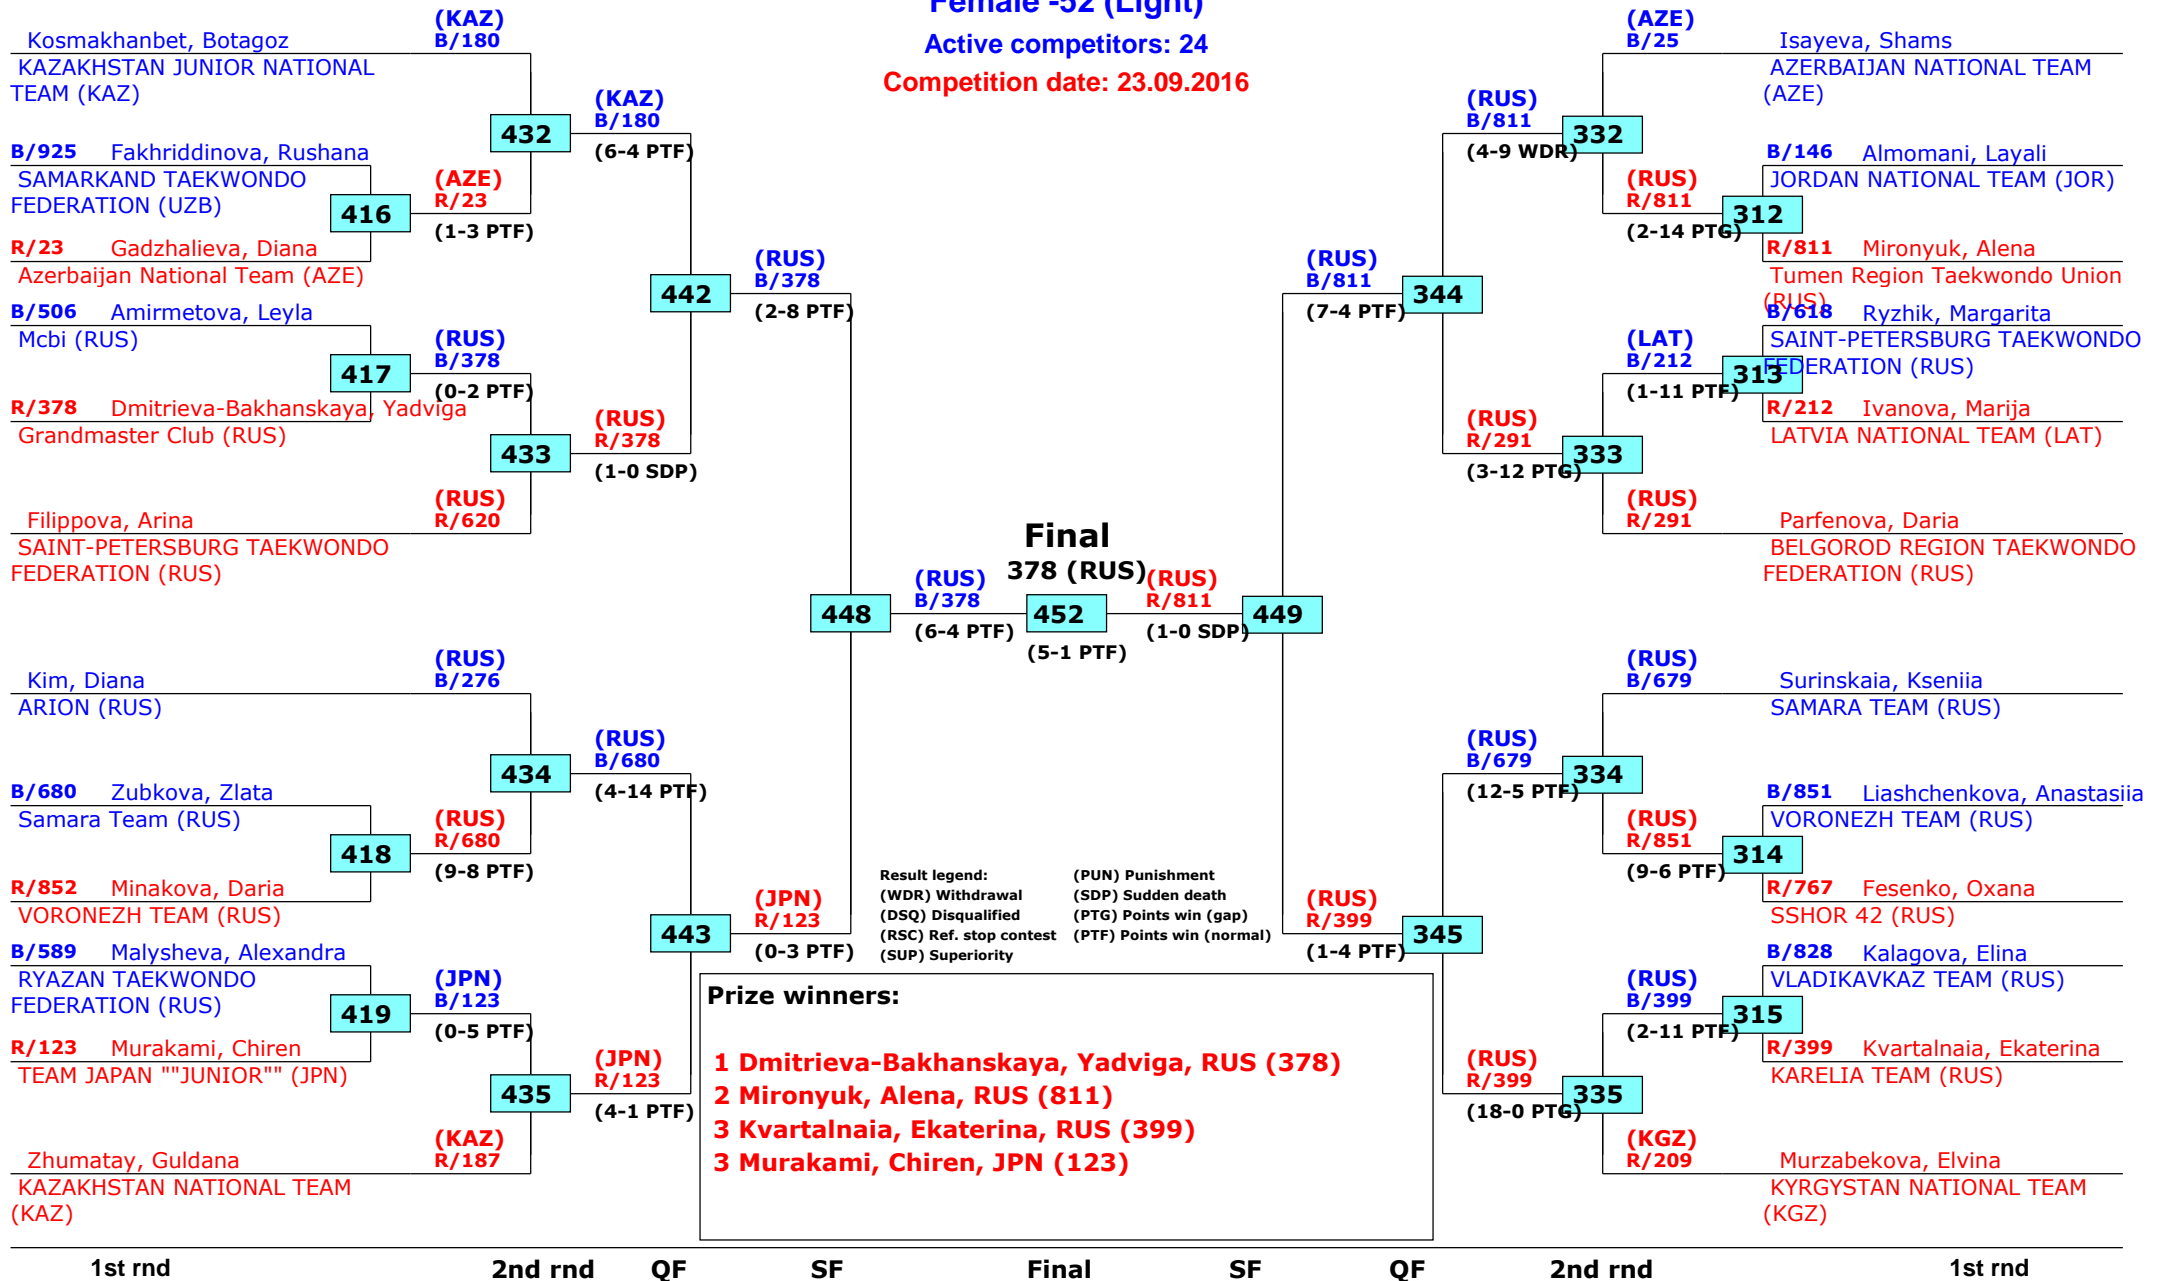 Female -52 (Light)
Active competitors: 24
Competition date: 23.09.2016
(KAZ)
Kosmakhanbet, Botagoz B/180
KAZAKHSTAN JUNIOR NATIONAL
TEAM (KAZ)
B/925 Fakhriddinova, Rushana
SAMARKAND TAEKWONDO
FEDERATION (UZB)
416
(AZE)
R/23
(1-3 PTF)
R/23 Gadzhalieva, Diana
Azerbaijan National Team (AZE)
432
(KAZ)
B/180
(6-4 PTF)
B/506 Amirmetova, Leyla
Mcbi (RUS)
417
(RUS)
B/378
(0-2 PTF)
R/378 Dmitrieva-Bakhanskaya, Yadviga
Grandmaster Club (RUS)
433
(RUS)
R/378
(1-0 SDP)
(RUS)
Filippova, Arina R/620
SAINT-PETERSBURG TAEKWONDO
FEDERATION (RUS)
442
(RUS)
B/378
(2-8 PTF)
(RUS)
Kim, Diana B/276
ARION (RUS)
434
(RUS)
B/680
(4-14 PTF)
B/680 Zubkova, Zlata
Samara Team (RUS)
418
(RUS)
R/680
(9-8 PTF)
R/852 Minakova, Daria
VORONEZH TEAM (RUS)
B/589 Malysheva, Alexandra
RYAZAN TAEKWONDO
FEDERATION (RUS)
419
(JPN)
B/123
(0-5 PTF)
R/123 Murakami, Chiren
TEAM JAPAN ""JUNIOR"" (JPN)
435
(JPN)
R/123
(4-1 PTF)
(KAZ)
Zhumatay, Guldana R/187
KAZAKHSTAN NATIONAL TEAM
(KAZ)
443
(JPN)
R/123
(0-3 PTF)
448
(RUS)
B/378
(6-4 PTF)
Final
378 (RUS)
452
(5-1 PTF)
(RUS)
R/811
(1-0 SDP)
449
(RUS)
B/811
(7-4 PTF)
344
(RUS)
B/811
(4-9 WDR)
332
(AZE)
B/25 Isayeva, Shams
AZERBAIJAN NATIONAL TEAM
(AZE)
B/146 Almomani, Layali
JORDAN NATIONAL TEAM (JOR)
(RUS)
R/811
(2-14 PTG)
312
R/811 Mironyuk, Alena
Tumen Region Taekwondo Union
(RUS)
B/618 Ryzhik, Margarita
SAINT-PETERSBURG TAEKWONDO
FEDERATION (RUS)
(LAT)
B/212
(1-11 PTF)
313
R/212 Ivanova, Marija
LATVIA NATIONAL TEAM (LAT)
(RUS)
R/291
(3-12 PTG)
333
(RUS)
R/291 Parfenova, Daria
BELGOROD REGION TAEKWONDO
FEDERATION (RUS)
(RUS)
B/679 Surinskaia, Kseniia
SAMARA TEAM (RUS)
(RUS)
B/679
(12-5 PTF)
334
B/851 Liashchenkova, Anastasiia
VORONEZH TEAM (RUS)
(RUS)
R/851
(9-6 PTF)
314
R/767 Fesenko, Oxana
SSHOR 42 (RUS)
(RUS)
R/399
(1-4 PTF)
345
B/828 Kalagova, Elina
VLADIKAVKAZ TEAM (RUS)
(RUS)
B/399
(2-11 PTF)
315
R/399 Kvartalnaia, Ekaterina
KARELIA TEAM (RUS)
(RUS)
R/399
(18-0 PTG)
335
(KGZ)
R/209 Murzabekova, Elvina
KYRGYSTAN NATIONAL TEAM
(KGZ)
Result legend: (PUN) Punishment
(WDR) Withdrawal (SDP) Sudden death
(DSQ) Disqualified (PTG) Points win (gap)
(RSC) Ref. stop contest (PTF) Points win (normal)
(SUP) Superiority
Prize winners:
1 Dmitrieva-Bakhanskaya, Yadviga, RUS (378)
2 Mironyuk, Alena, RUS (811)
3 Kvartalnaia, Ekaterina, RUS (399)
3 Murakami, Chiren, JPN (123)
1st rnd 2nd rnd QF SF Final SF QF 2nd rnd 1st rnd